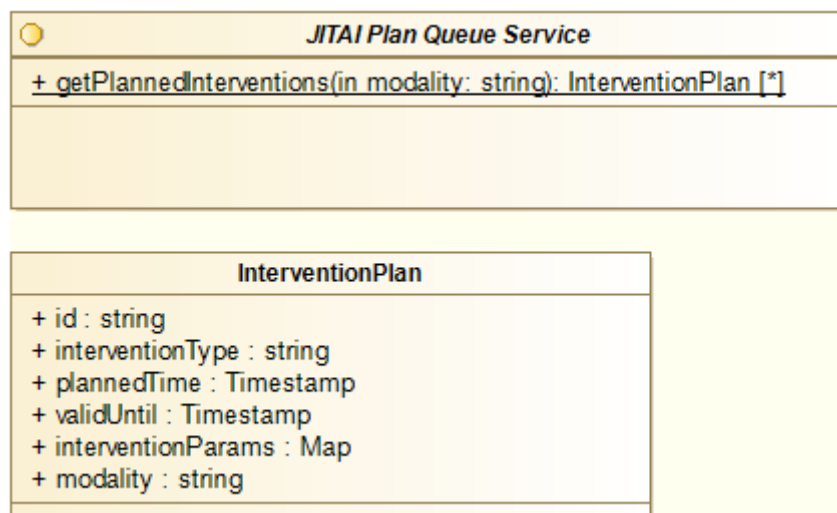 JITAI Plan Queue Service
+ getPlannedInterventions(in modality: string): InterventionPlan [*]
InterventionPlan
+ id : string
+ interventionType : string
+ plannedTime : Timestamp
+ validUntil : Timestamp
+ interventionParams : Map
+ modality : string